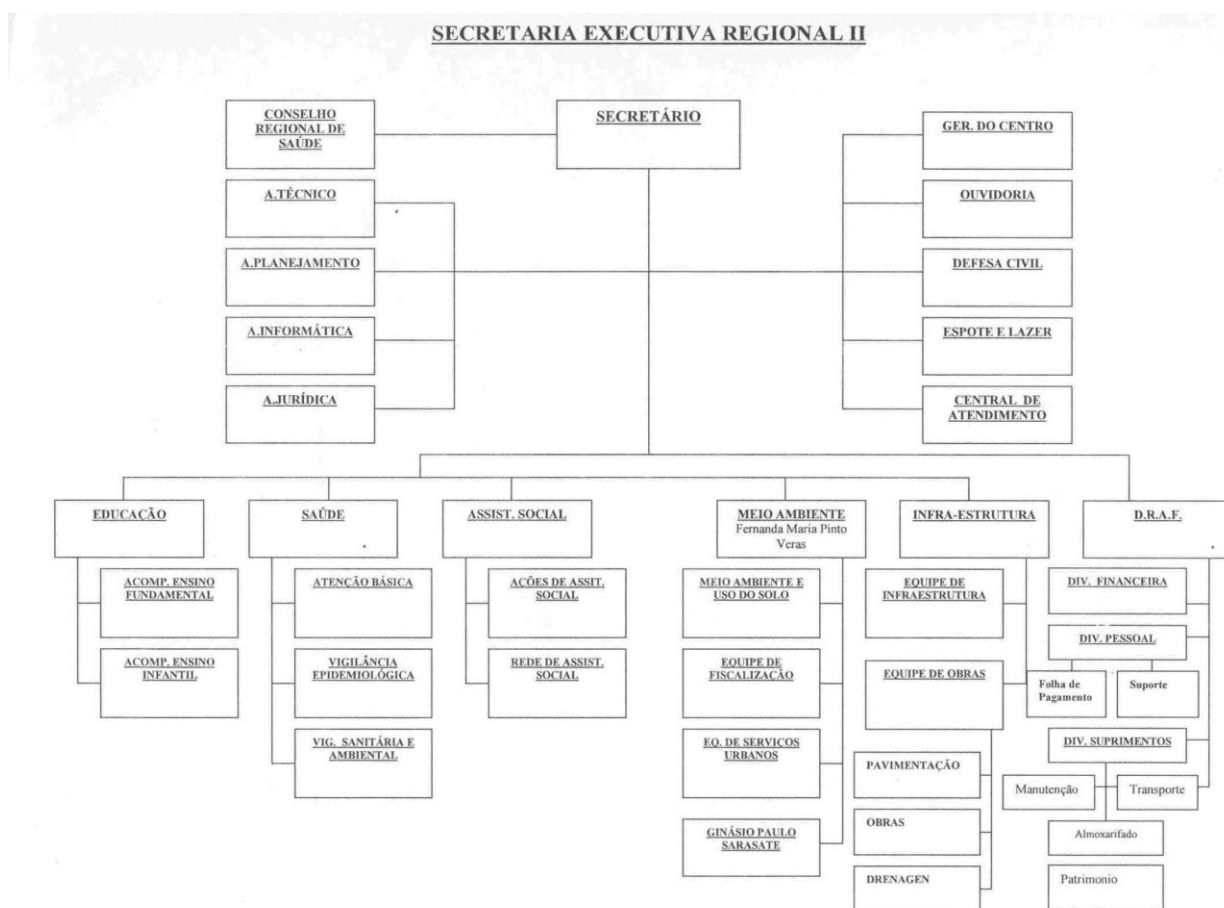 SECRETARIA EXECUTIVA REGIONAL II
CONSELHO
REGIONAL DE
SAÚDE
SECRETÁRIO
GER. DO CENTRO
A.TÉCNICO
OUVIDORIA
A.PLANEJAMENTO
DEFESA CIVIL
A.INFORMÁTICA
ESPOTE E LAZER
A.JURÍDICA
CENTRAL DE
ATENDIMENTO
EDUCAÇÃO
SAÚDE
ASSIST. SOCIAL
MEIO AMBIENTE
Fernanda Maria Pinto
Veras
INFRA-ESTRUTURA
D.R.A.F.
ACOMP. ENSINO
FUNDAMENTAL
ACOMP. ENSINO
INFANTIL
ATENÇÃO BÁSICA
VIGILÂNCIA
EPIDEMIOLÓGICA
VIG. SANITÁRIA E
AMBIENTAL
AÇÕES DE ASSIT.
SOCIAL
REDE DE ASSIST.
SOCIAL
MEIO AMBIENTE E
USO DO SOLO
EQUIPE DE
FISCALIZAÇÃO
EQ. DE SERVIÇOS
URBANOS
GINÁSIO PAULO
SARASATE
EQUIPE DE
INFRAESTRUTURA
EQUIPE DE OBRAS
PAVIMENTAÇÃO
OBRAS
DRENAGEN
DIV. FINANCEIRA
DIV. PESSOAL
Folha de
Pagamento
Suporte
DIV. SUPRIMENTOS
Manutenção
Transporte
Almoxarifado
Patrimonio